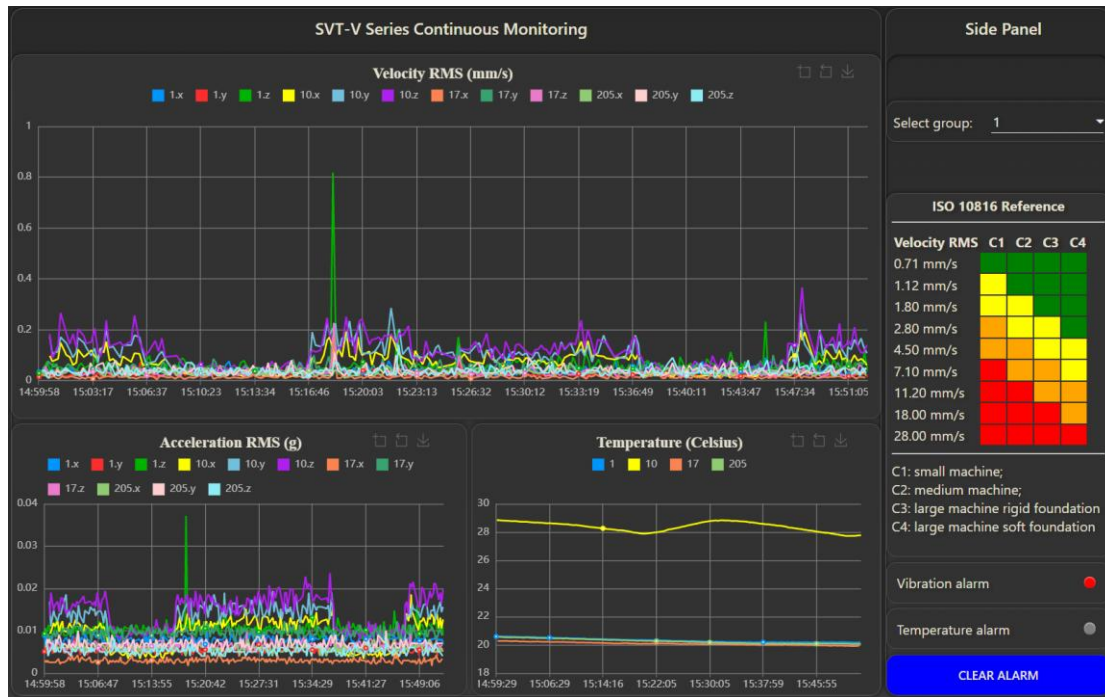 SVT-V Series Continuous Monitoring
Velocity RMS (mm/s)
1.x 1.y 1.z 10.x 10.y 10.z 17.x 17.y 17.z 205.x 205.y 205.z
1
0.8
0.6
0.4
0.2
0
14:59:58 15:03:17 15:06:37 15:10:23 15:13:34 15:16:46 15:20:03 15:23:13 15:26:32 15:30:12 15:33:19 15:36:49 15:40:11 15:43:47 15:47:34 15:51:05
Acceleration RMS (g)
1.x 1.y 1.z 10.x 10.y 10.z 17.x 17.y
17.z 205.x 205.y 205.z
0.04
0.03
0.02
0.01
0
14:59:58 15:06:47 15:13:55 15:20:42 15:27:31 15:34:29 15:41:27 15:49:06
Temperature (Celsius)
1 10 17 205
30
28
26
24
22
20
18
14:59:29 15:06:29 15:14:16 15:22:05 15:30:05 15:37:59 15:45:55
Side Panel
Select group: 1
ISO 10816 Reference
Velocity RMS C1 C2 C3 C4
0.71 mm/s
1.12 mm/s
1.80 mm/s
2.80 mm/s
4.50 mm/s
7.10 mm/s
11.20 mm/s
18.00 mm/s
28.00 mm/s
C1: small machine;
C2: medium machine;
C3: large machine rigid foundation
C4: large machine soft foundation
Vibration alarm
Temperature alarm
CLEAR ALARM